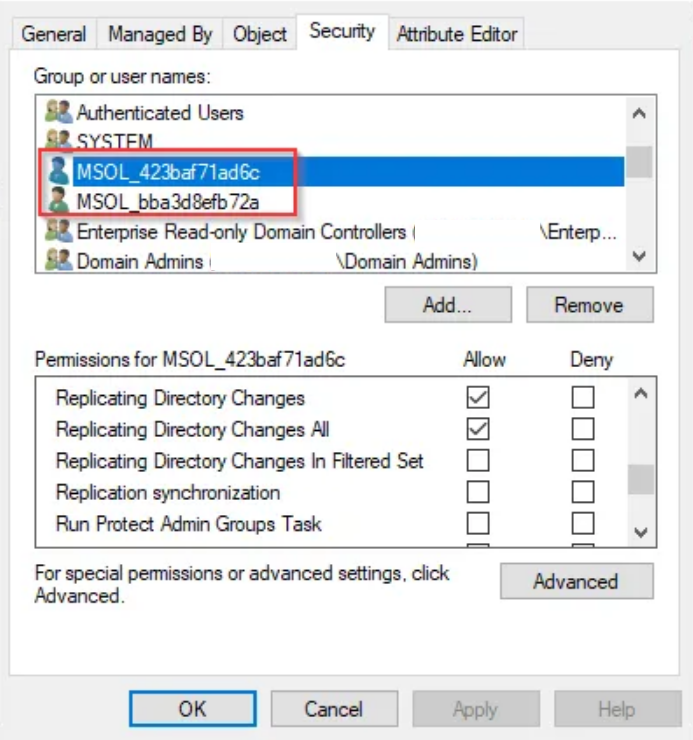 General Managed By Object Security Attribute Editor
Group or user names:
Authenticated Users
SYSTEM
MSOL_423baf71ad6c
MSOL_bba3d8efb72a
Enterprise Read-only Domain Controllers ( \Enterp...
Domain Admins ( \Domain Admins)
Add... Remove
Permissions for MSOL_423baf71ad6c Allow Deny
Replicating Directory Changes
Replicating Directory Changes All
Replicating Directory Changes In Filtered Set
Replication synchronization
Run Protect Admin Groups Task
For special permissions or advanced settings, click
Advanced.
Advanced
OK Cancel Apply Help